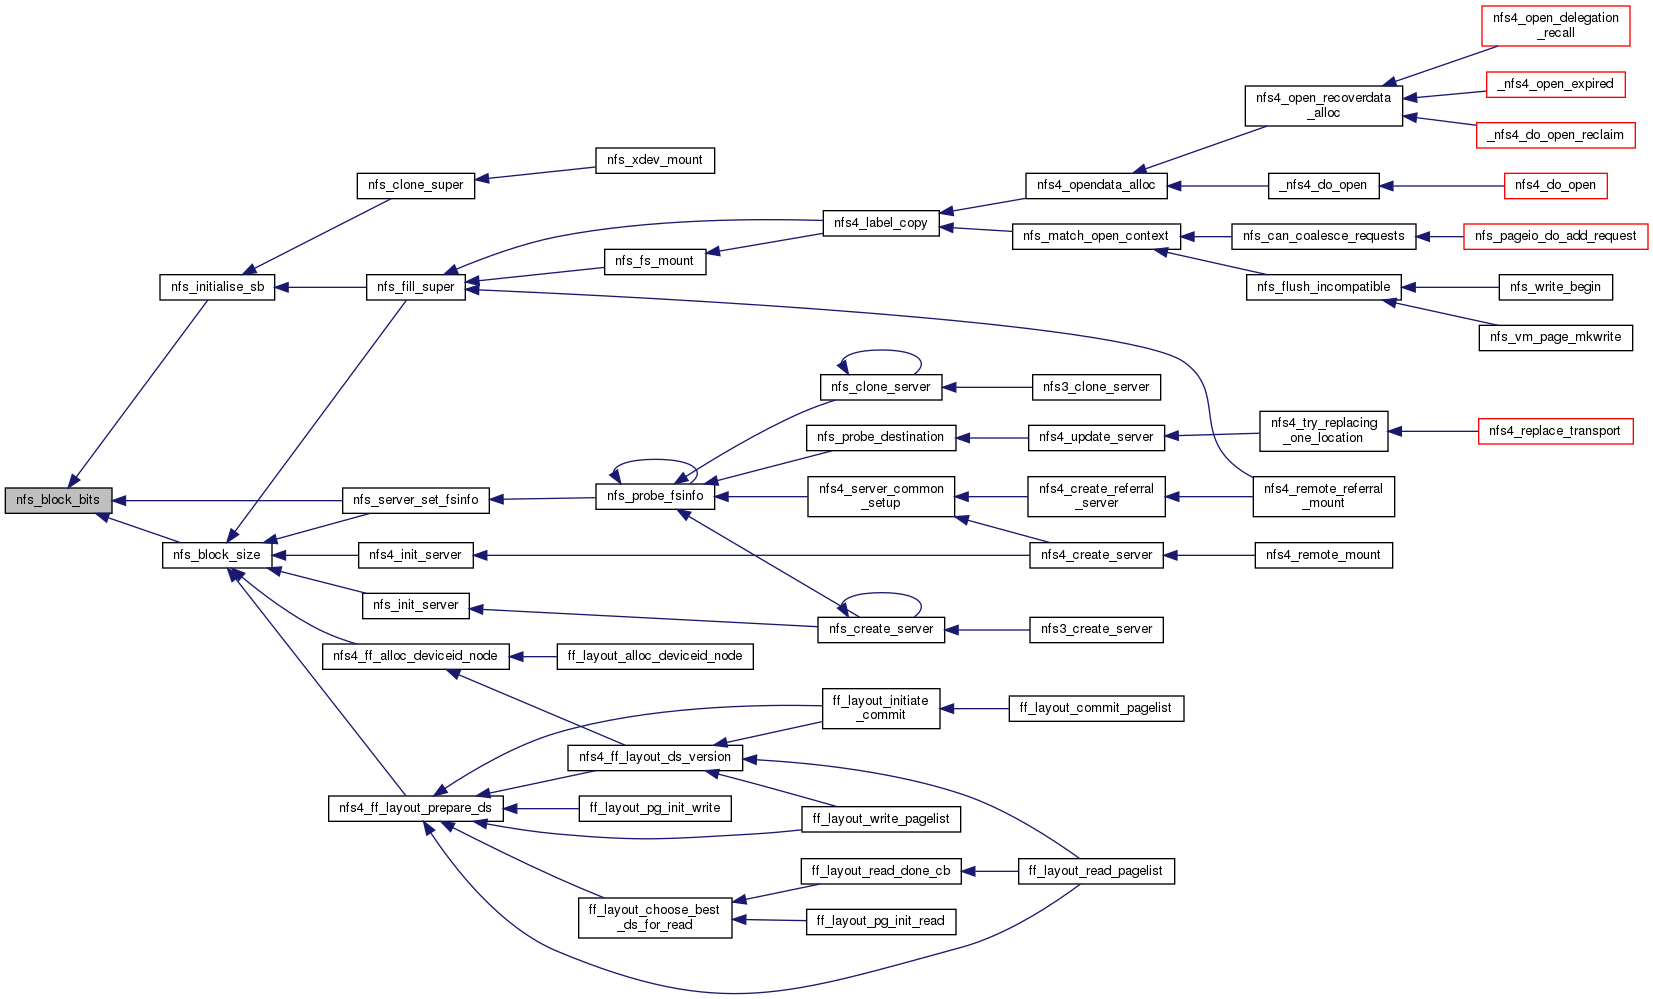 nfs4_open_delegation
_recall
_nfs4_open_expired
nfs4_open_recoverdata
_alloc
_nfs4_do_open_reclaim
nfs_xdev_mount
nfs_clone_super
nfs4_opendata_alloc
_nfs4_do_open
nfs4_do_open
nfs4_label_copy
nfs_match_open_context
nfs_can_coalesce_requests
nfs_pageio_do_add_request
nfs_fs_mount
nfs_initialise_sb
nfs_fill_super
nfs_flush_incompatible
nfs_write_begin
nfs_vm_page_mkwrite
nfs_clone_server
nfs3_clone_server
nfs_probe_destination
nfs4_update_server
nfs4_try_replacing
_one_location
nfs4_replace_transport
nfs_block_bits
nfs_server_set_fsinfo
nfs_probe_fsinfo
nfs4_server_common
_setup
nfs4_create_referral
_server
nfs4_remote_referral
_mount
nfs_block_size
nfs4_init_server
nfs4_create_server
nfs4_remote_mount
nfs_init_server
nfs_create_server
nfs3_create_server
nfs4_ff_alloc_deviceid_node
ff_layout_alloc_deviceid_node
ff_layout_initiate
_commit
ff_layout_commit_pagelist
nfs4_ff_layout_ds_version
nfs4_ff_layout_prepare_ds
ff_layout_pg_init_write
ff_layout_write_pagelist
ff_layout_read_done_cb
ff_layout_read_pagelist
ff_layout_choose_best
_ds_for_read
ff_layout_pg_init_read